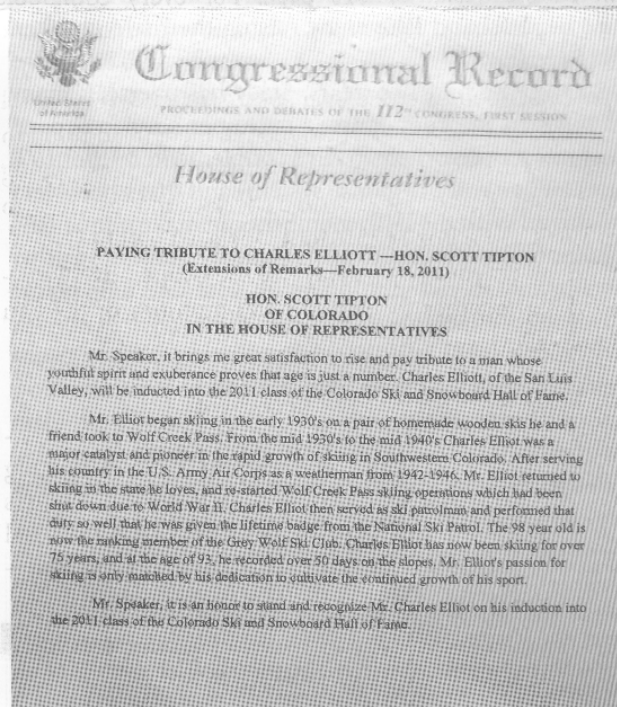 Congressional Record
United States
of America
PROCEEDINGS AND DEBATES OF THE 112th CONGRESS, FIRST SESSION
House of Representatives
PAYING TRIBUTE TO CHARLES ELLIOTT —HON. SCOTT TIPTON
(Extensions of Remarks—February 18, 2011)
HON. SCOTT TIPTON
OF COLORADO
IN THE HOUSE OF REPRESENTATIVES
Mr. Speaker, it brings me great satisfaction to rise and pay tribute to a man whose
youthful spirit and exuberance proves that age is just a number. Charles Elliott, of the San Luis
Valley, will be inducted into the 2011 class of the Colorado Ski and Snowboard Hall of Fame.
Mr. Elliot began skiing in the early 1930's on a pair of homemade wooden skis he and a
friend took to Wolf Creek Pass. From the mid 1930's to the mid 1940's Charles Elliot was a
major catalyst and pioneer in the rapid growth of skiing in Southwestern Colorado. After serving
his country in the U.S. Army Air Corps as a weatherman from 1942-1946, Mr. Elliot returned to
skiing in the state he loves, and re-started Wolf Creek Pass skiing operations which had been
shut down due to World War II. Charles Elliot then served as ski patrolman and performed that
duty so well that he was given the lifetime badge from the National Ski Patrol. The 98 year old is
now the ranking member of the Grey Wolf Ski Club. Charles Elliot has now been skiing for over
75 years, and at the age of 93, he recorded over 50 days on the slopes. Mr. Elliot's passion for
skiing is only matched by his dedication to cultivate the continued growth of his sport.
Mr. Speaker, it is an honor to stand and recognize Mr. Charles Elliot on his induction into
the 2011 class of the Colorado Ski and Snowboard Hall of Fame.